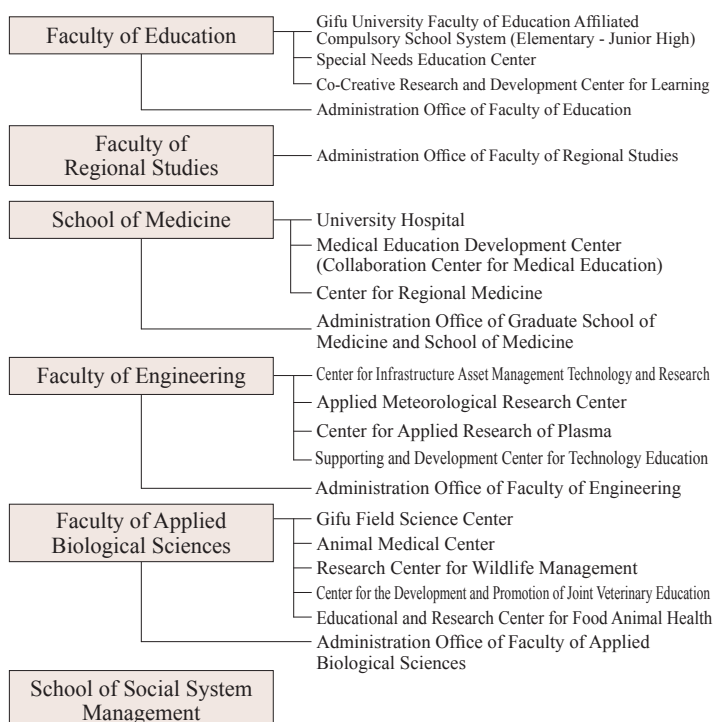 Faculty of Education
Gifu University Faculty of Education Affiliated
Compulsory School System (Elementary - Junior High)
Special Needs Education Center
Co-Creative Research and Development Center for Learning
Administration Office of Faculty of Education
Faculty of
Regional Studies
Administration Office of Faculty of Regional Studies
School of Medicine
University Hospital
Medical Education Development Center
(Collaboration Center for Medical Education)
Center for Regional Medicine
Administration Office of Graduate School of
Medicine and School of Medicine
Faculty of Engineering
Center for Infrastructure Asset Management Technology and Research
Applied Meteorological Research Center
Center for Applied Research of Plasma
Supporting and Development Center for Technology Education
Administration Office of Faculty of Engineering
Faculty of Applied
Biological Sciences
Gifu Field Science Center
Animal Medical Center
Research Center for Wildlife Management
Center for the Development and Promotion of Joint Veterinary Education
Educational and Research Center for Food Animal Health
Administration Office of Faculty of Applied
Biological Sciences
School of Social System
Management